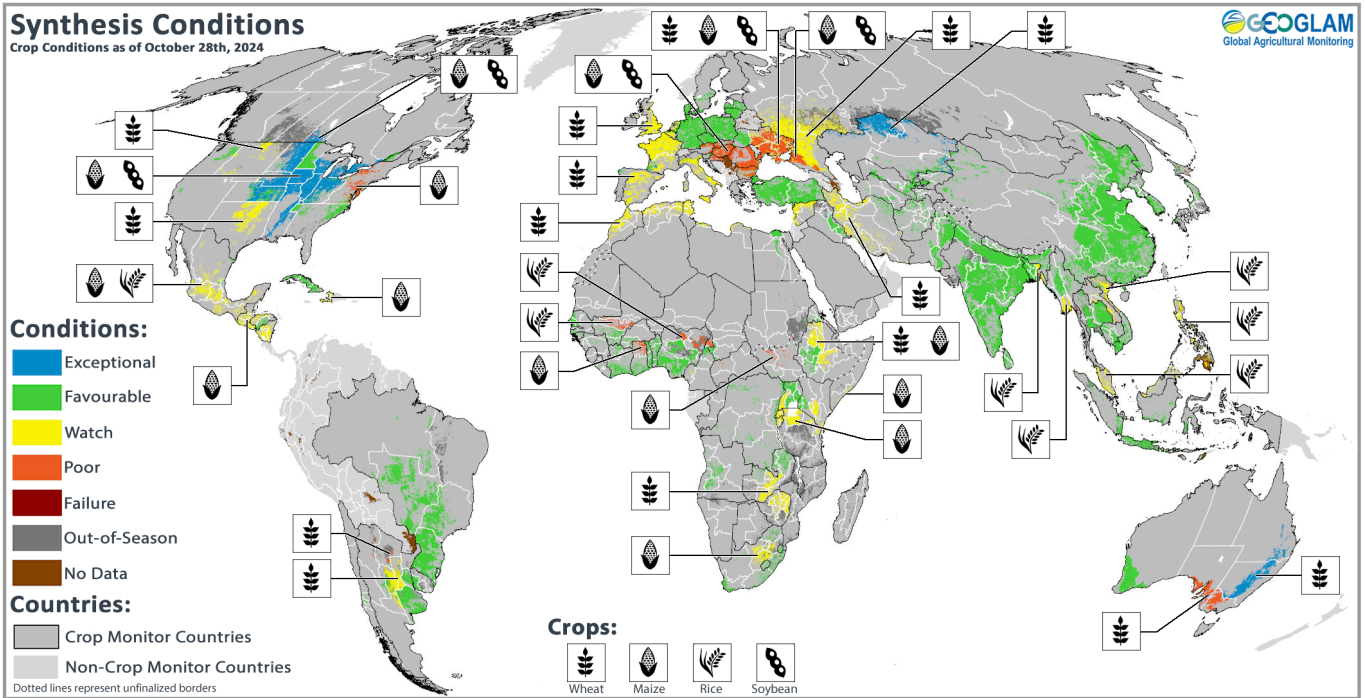 Synthesis Conditions
Crop Conditions as of October 28th, 2024
GEOGLAM
Global Agricultural Monitoring
Conditions:
Exceptional
Favourable
Watch
Poor
Failure
Out-of-Season
No Data
Countries:
Crop Monitor Countries
Non-Crop Monitor Countries
Dotted lines represent unfinalized borders
Crops:
Wheat
Maize
Rice
Soybean